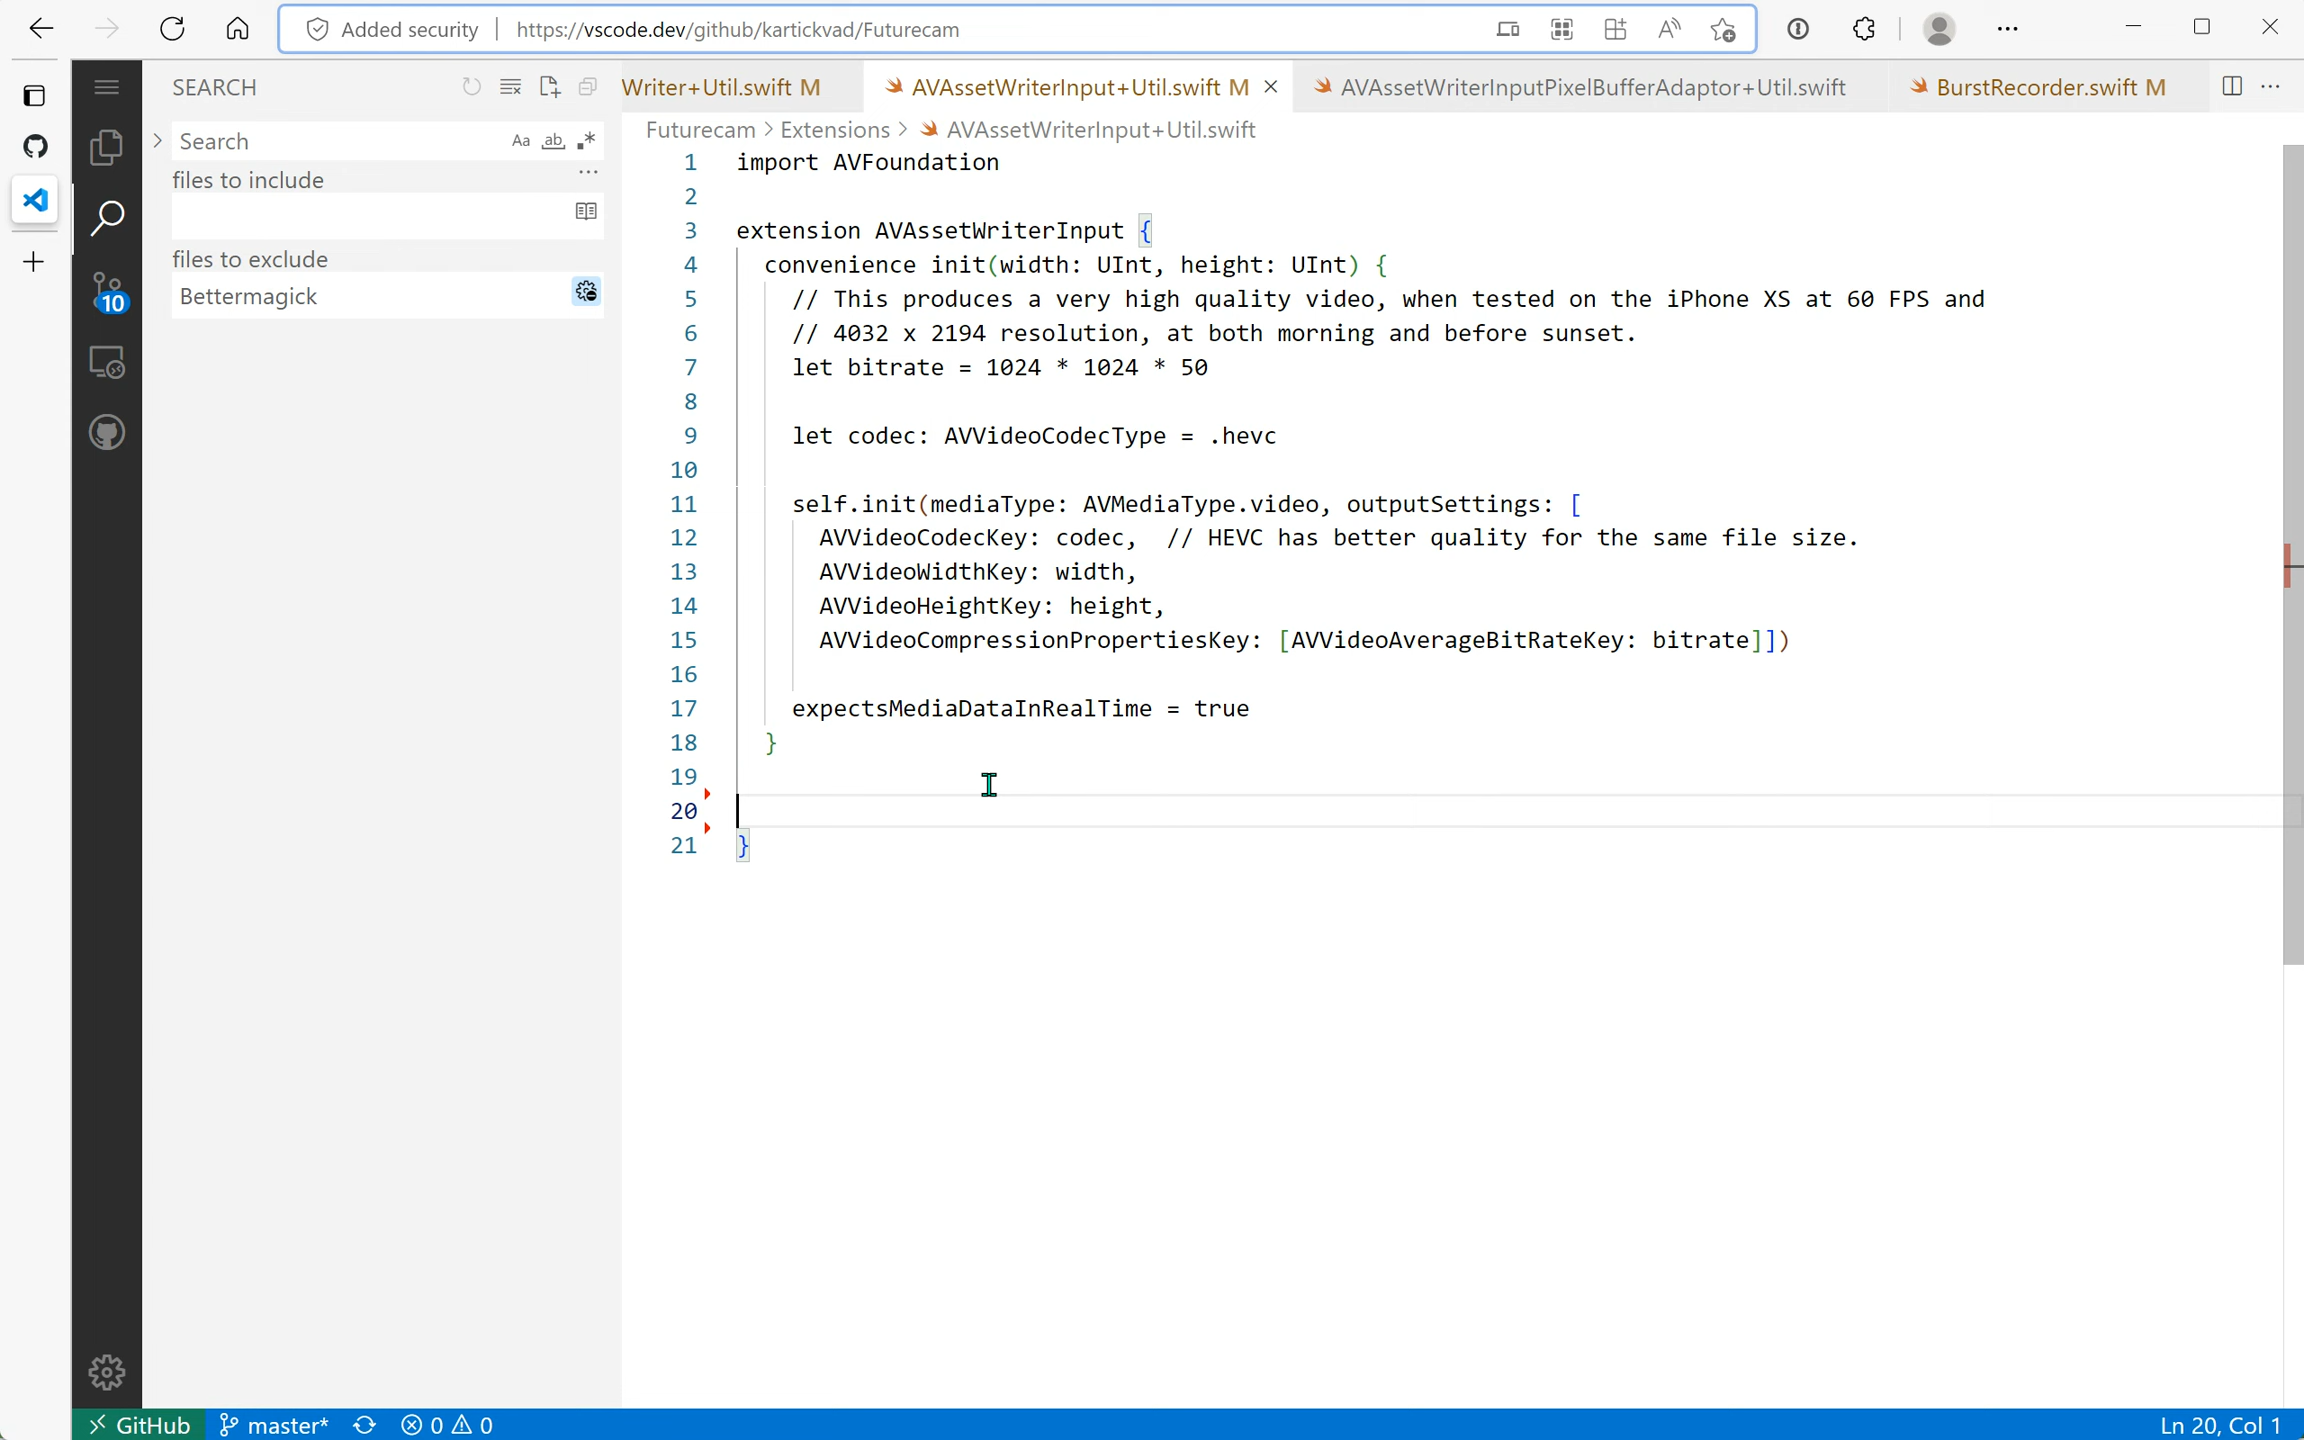 Added security https://vscode.dev/github/kartickvad/Futurecam
SEARCH
Search Aa ab
files to include
files to exclude
Bettermagick
10
Writer+Util.swift M AVAssetWriterInput+Util.swift M AVAssetWriterInputPixelBufferAdaptor+Util.swift BurstRecorder.swift M
Futurecam > Extensions > AVAssetWriterInput+Util.swift
1 import AVFoundation
2
3 extension AVAssetWriterInput {
4 convenience init(width: UInt, height: UInt) {
5 // This produces a very high quality video, when tested on the iPhone XS at 60 FPS and
6 // 4032 x 2194 resolution, at both morning and before sunset.
7 let bitrate = 1024 * 1024 * 50
8
9 let codec: AVVideoCodecType = .hevc
10
11 self.init(mediaType: AVMediaType.video, outputSettings: [
12 AVVideoCodecKey: codec, // HEVC has better quality for the same file size.
13 AVVideoWidthKey: width,
14 AVVideoHeightKey: height,
15 AVVideoCompressionPropertiesKey: [AVVideoAverageBitRateKey: bitrate]])
16
17 expectsMediaDataInRealTime = true
18 }
19
20
21 }
GitHub master* 0 0 Ln 20, Col 1